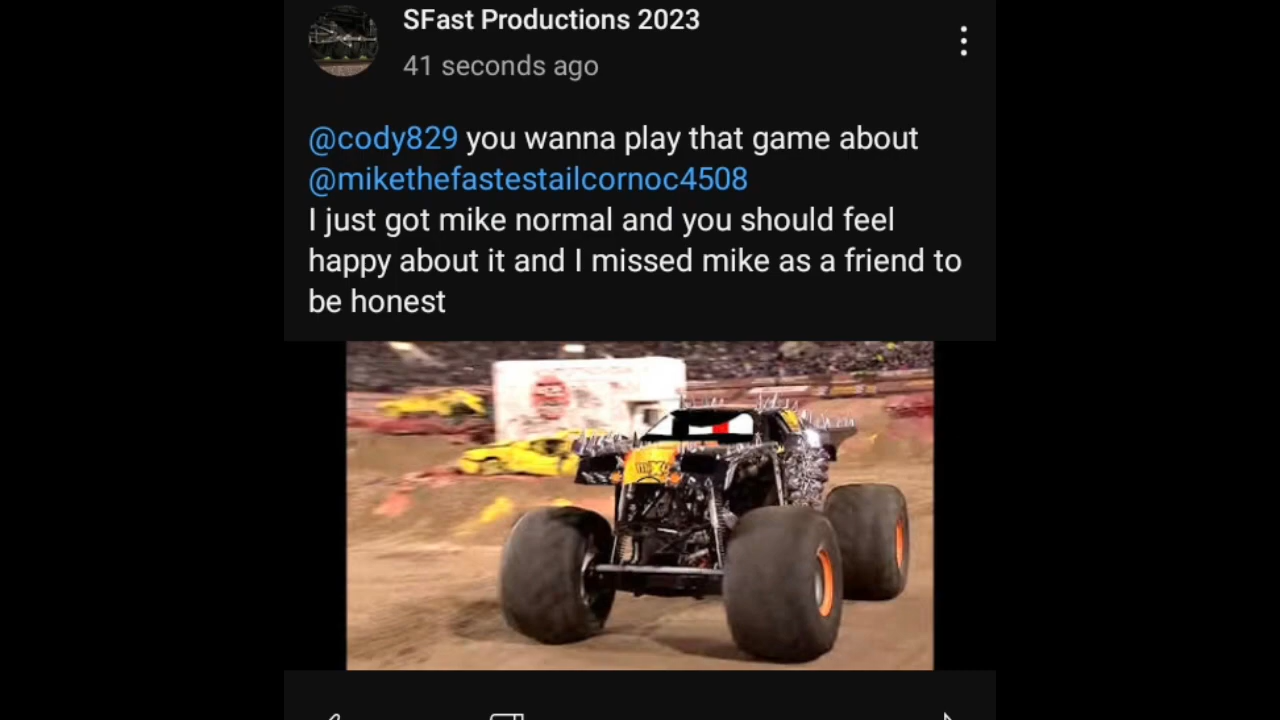 SFast Productions 2023
41 seconds ago
@cody829 you wanna play that game about
@mikethefastestailcornoc4508
I just got mike normal and you should feel
happy about it and I missed mike as a friend to
be honest